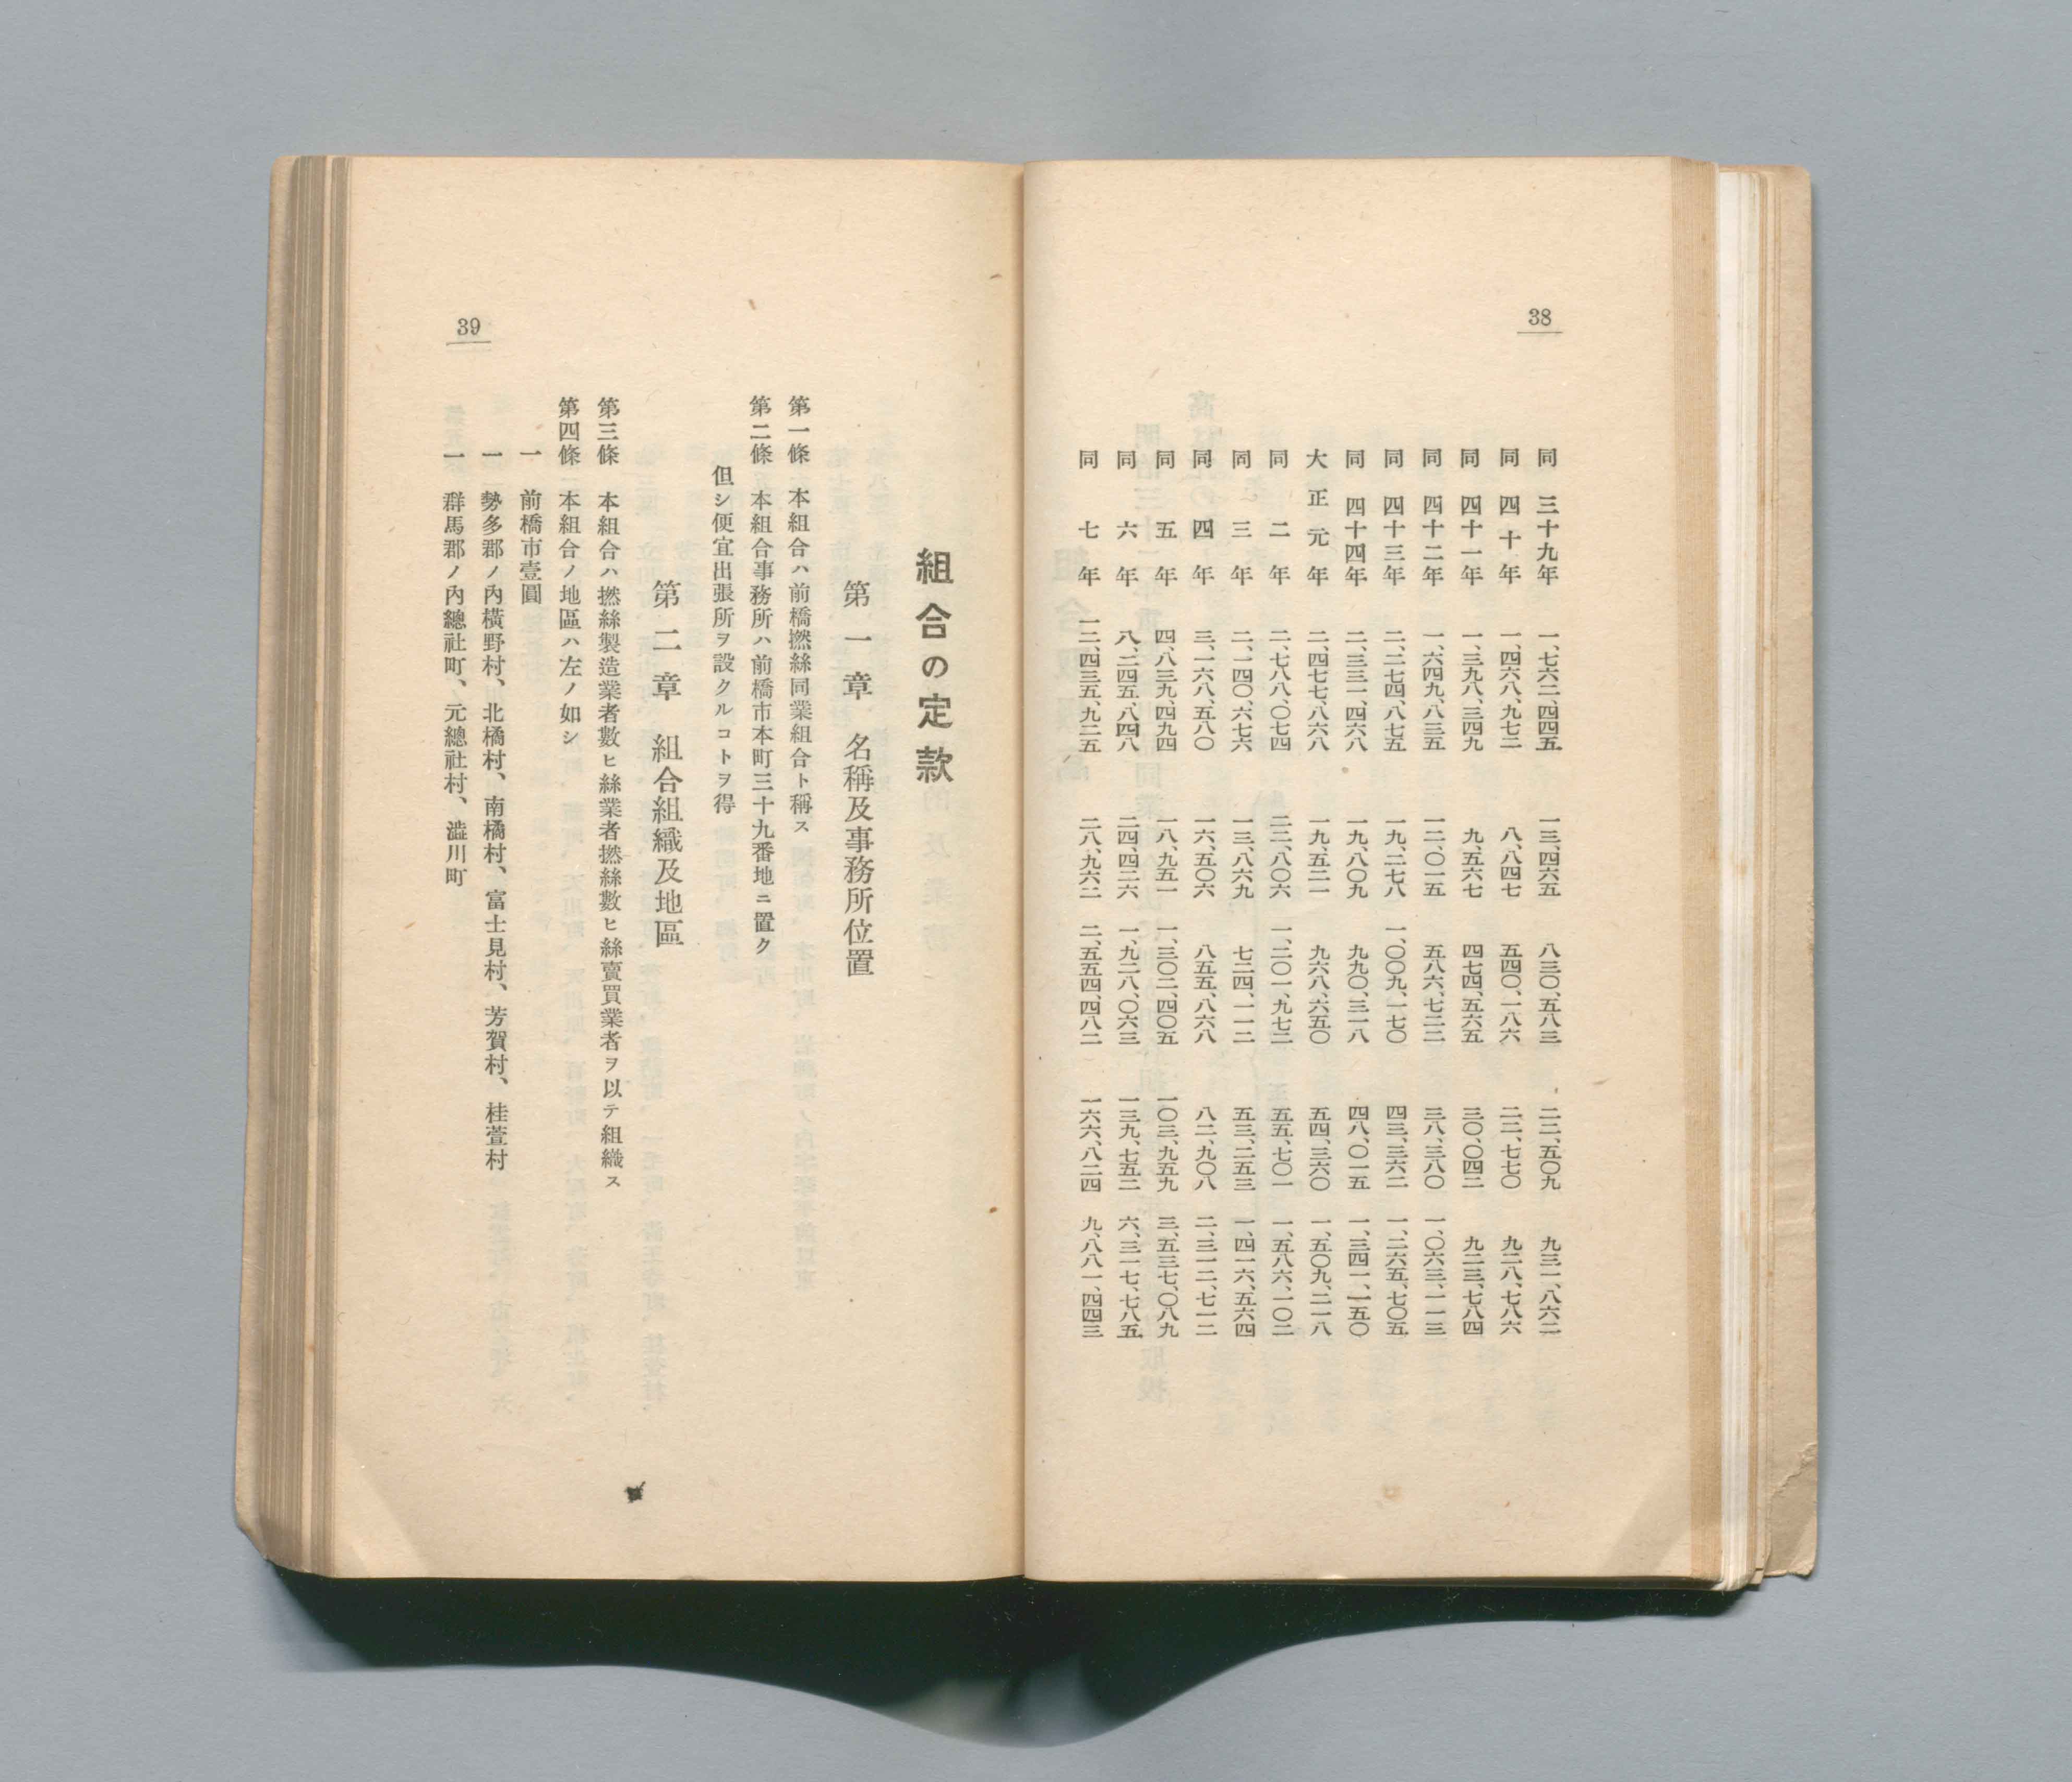 38
同 三十九年 一、七六二、四四五 一三、四六五 八三〇、五八三 二二、五〇九 九三一、八六二
同 四十年 一、四六八、九七二 八、八四七 五四〇、一八六 二二、七七〇 九二八、七八六
同 四十一年 一、三九八、三四九 九、五六七 四七四、五六五 三〇、〇四二 九二三、七八四
同 四十二年 一、六四九、八三五 一二、〇一五 五八六、七二二 三八、三八〇 一、〇六三、一一三
同 四十三年 二、二七四、八七五 一九、二七八 一、〇〇九、一七〇 四三、三六二 一、二六五、七〇五
同 四十四年 二、三三一、四六八 一九、八〇九 九九〇、三一八 四八、〇一五 一、三四一、一五〇
大正元年 二、四七七、八六八 一九、五二一 九六八、六五〇 五四、三六〇 一、五〇九、二一八
同 二年 二、七八八、〇七四 二二、八〇六 一、二〇一、九七二 五五、七〇一 一、五八六、一〇二
同 三年 二、一四〇、六七六 一三、八六九 七二四、一一二 五三、二五三 一、四一六、五六四
同 四年 三、一六八、五八〇 一六、五〇六 八五五、八六八 八二、九〇八 二、三一二、七一二
同 五年 四、八三九、四九四 一八、九五一 一、三〇二、四〇五 一〇三、九五九 三、五三七、〇八九
同 六年 八、二四五、八四八 二四、四二六 一、九二八、〇六三 一三九、七五二 六、三一七、七八五
同 七年 一二、四三五、九二五 二八、九六二 二、五五四、四八二 一六六、八二四 九、八八一、四四三
39
組合の定款
第一章 名稱及事務所位置
第一條 本組合ハ前橋撚絲同業組合ト稱ス
第二條 本組合事務所ハ前橋市本町三十九番地ニ置ク
但シ便宜出張所ヲ設クルコトヲ得
第二章 組合組織及地區
第三條 本組合ハ撚絲製造業者數ヒ絲業者撚絲數ヒ絲賣買業者ヲ以テ組織ス
第四條 本組合ノ地區ハ左ノ如シ
一 前橋市壹圓
一 勢多郡ノ內橫野村、北橘村、南橘村、富士見村、芳賀村、桂萱村
一 群馬郡ノ內總社町、元總社村、澁川町